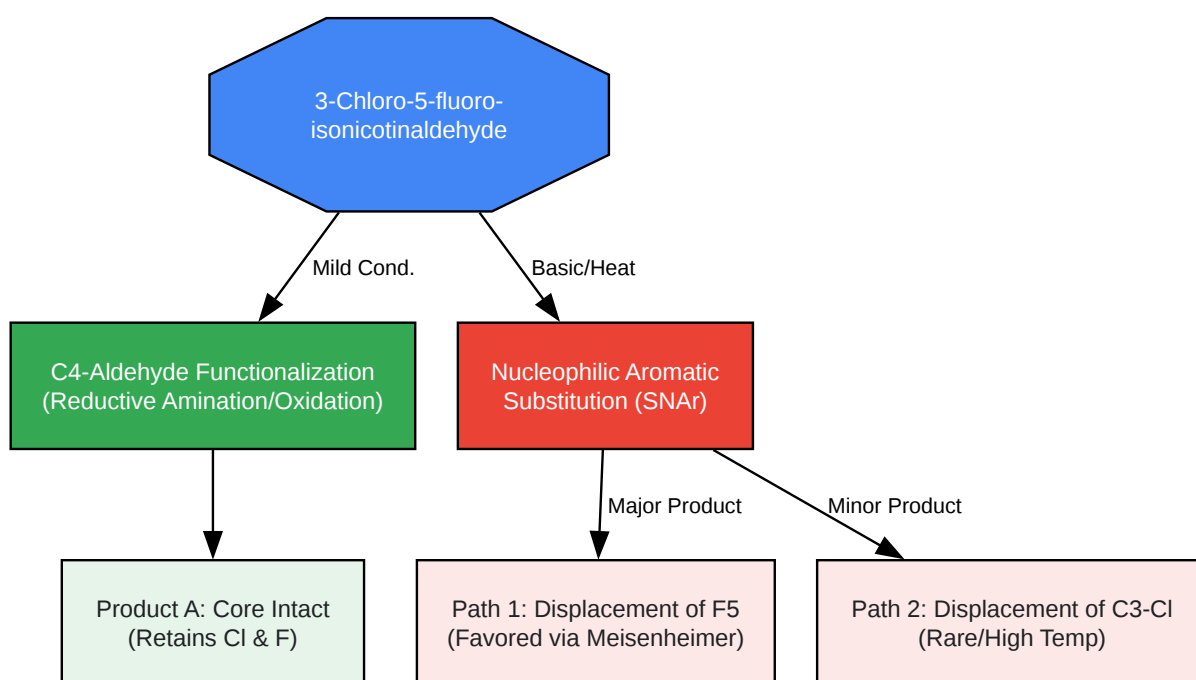 3-Chloro-5-fluoro-
isonicotinaldehyde
Mild Cond.
Basic/Heat
C4-Aldehyde Functionalization
(Reductive Amination/Oxidation)
Nucleophilic Aromatic
Substitution (SNAr)
Major Product
Minor Product
Product A: Core Intact
(Retains Cl & F)
Path 1: Displacement of F5
(Favored via Meisenheimer)
Path 2: Displacement of C3-Cl
(Rare/High Temp)